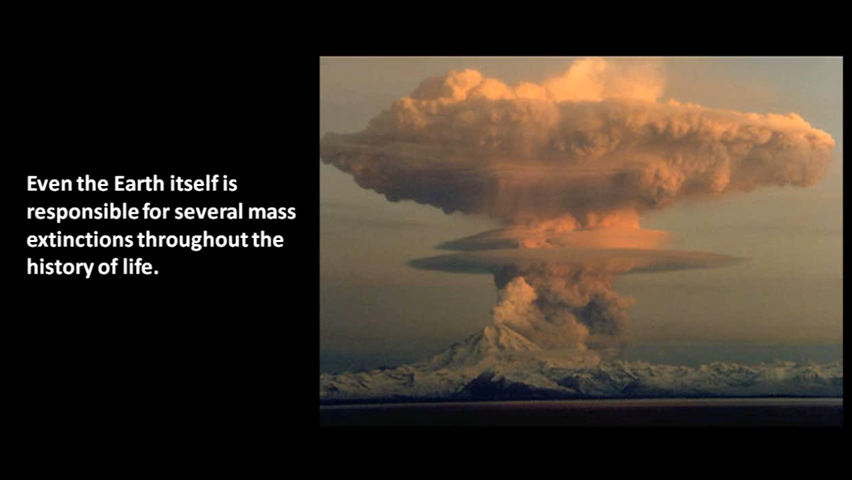 Even the Earth itself is
responsible for several mass
extinctions throughout the
history of life.